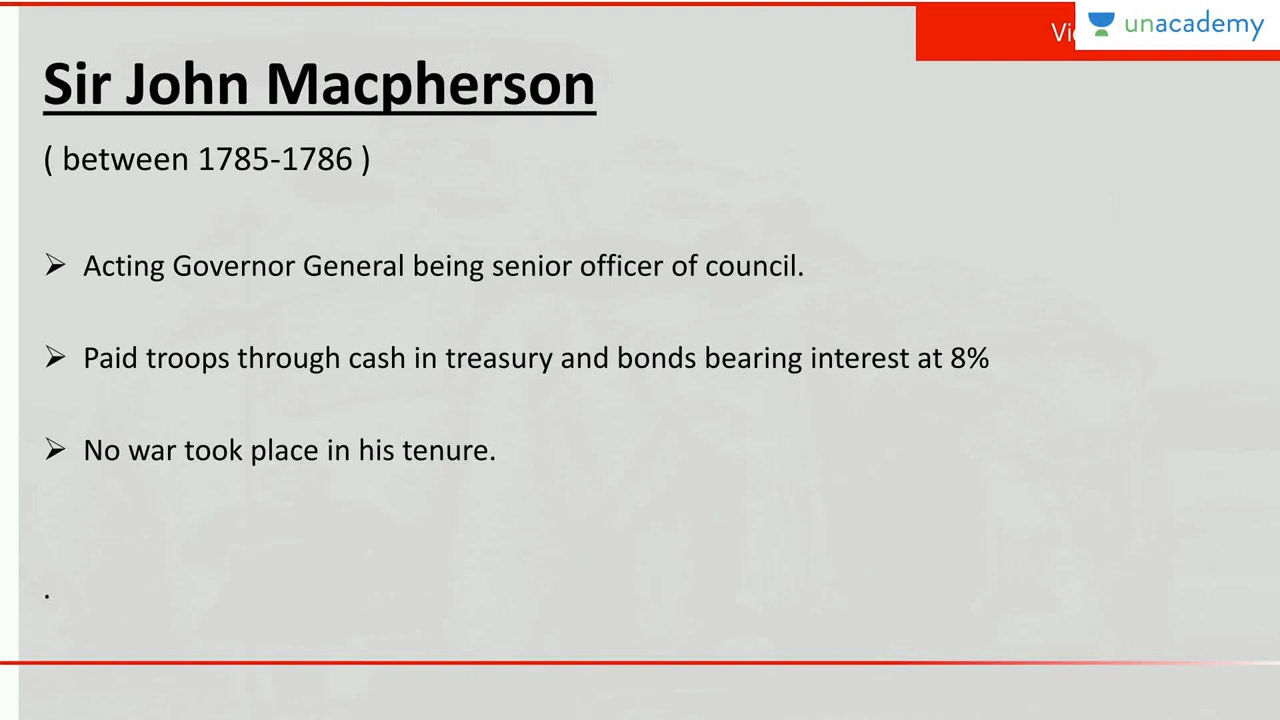 unacademy
Sir John Macpherson
( between 1785-1786 )
➢ Acting Governor General being senior officer of council.
➢ Paid troops through cash in treasury and bonds bearing interest at 8%
➢ No war took place in his tenure.
.